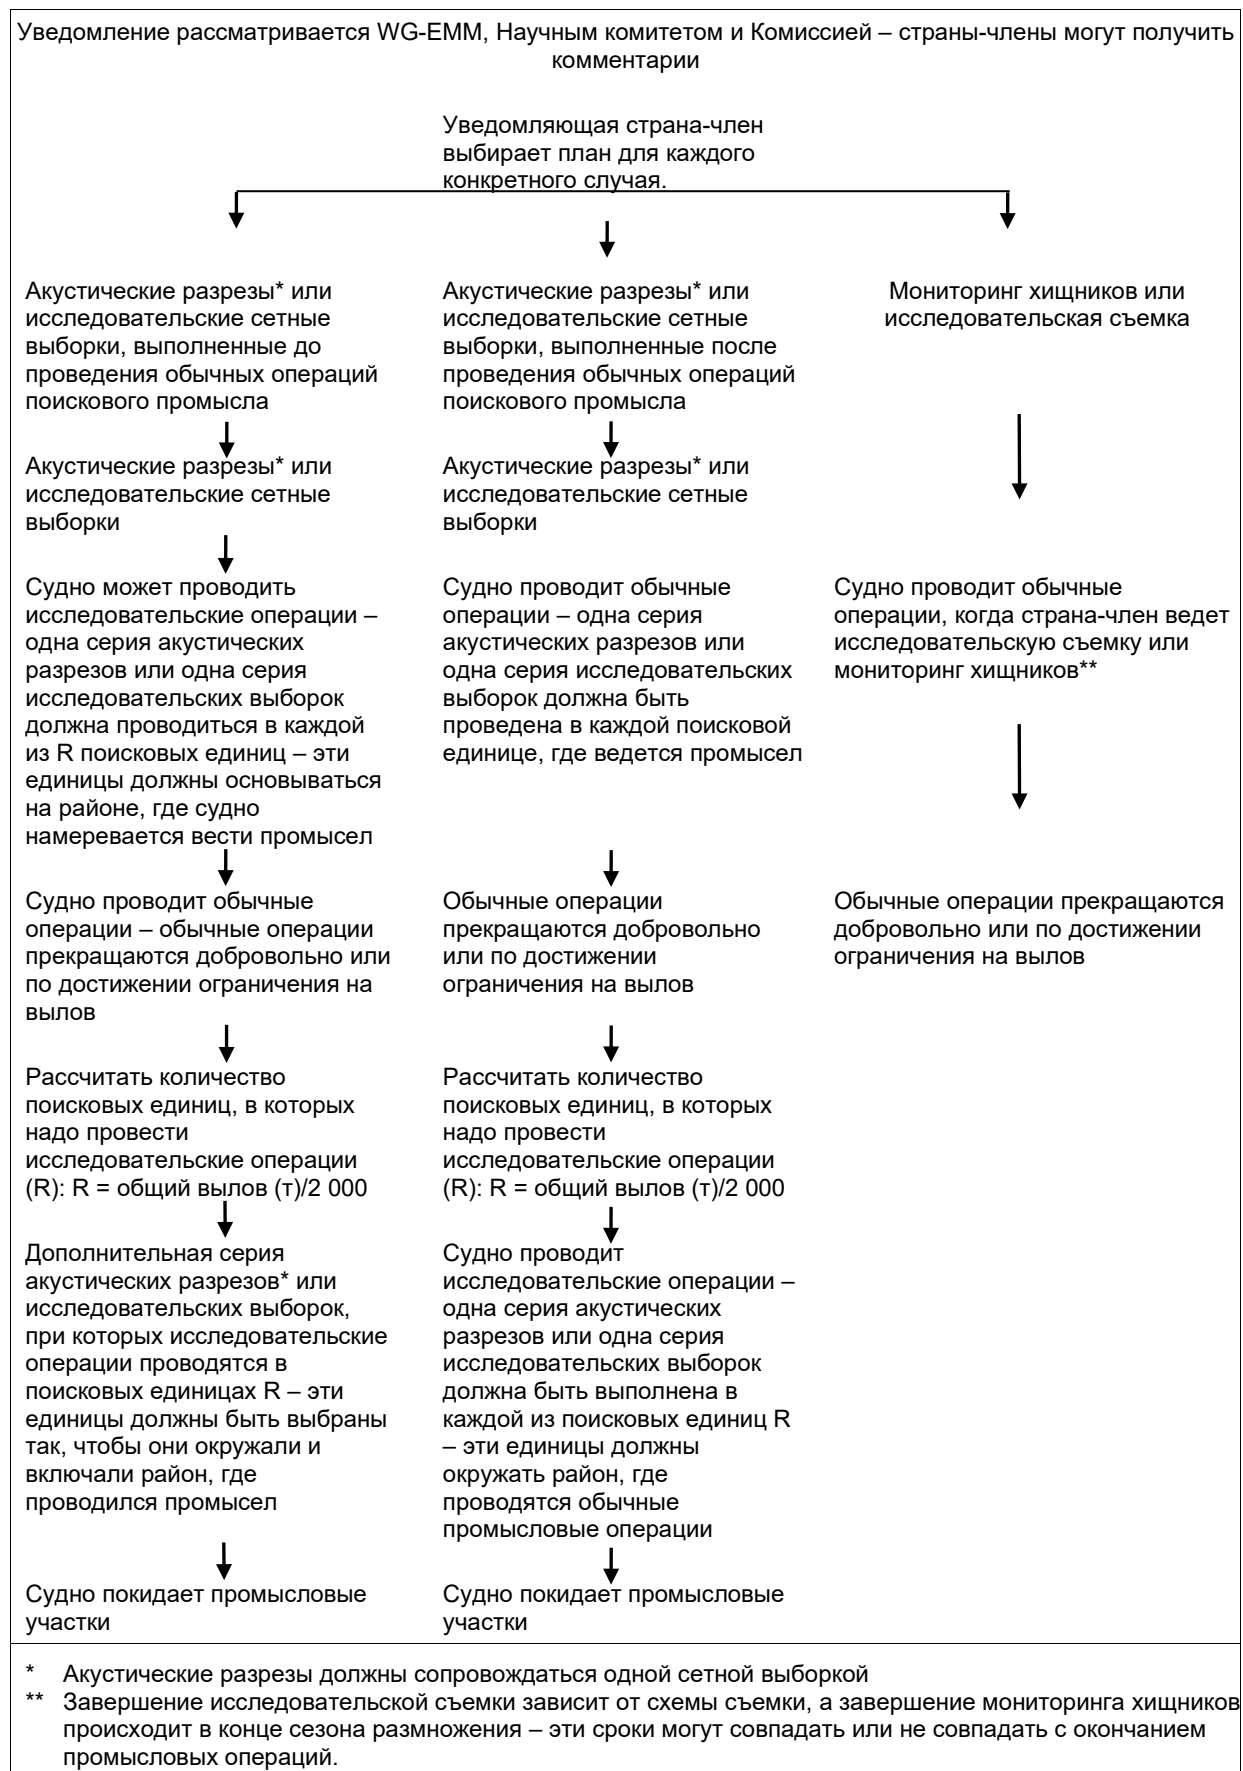 Уведомление рассматривается WG-EMM, Научным комитетом и Комиссией – страны-члены могут получить
комментарии
Уведомляющая страна-член
выбирает план для каждого
конкретного случая.
Акустические разрезы* или
исследовательские сетные
выборки, выполненные до
проведения обычных операций
поискового промысла
Акустические разрезы* или
исследовательские сетные
выборки, выполненные после
проведения обычных операций
поискового промысла
Мониторинг хищников или
исследовательская съемка
Акустические разрезы* или
исследовательские сетные
выборки
Акустические разрезы* или
исследовательские сетные
выборки
Судно может проводить
исследовательские операции –
одна серия акустических
разрезов или одна серия
исследовательских выборок
должна проводиться в каждой
из R поисковых единиц – эти
единицы должны основываться
на районе, где судно
намеревается вести промысел
Судно проводит обычные
операции – одна серия
акустических разрезов или
одна серия исследовательских
выборок должна быть
проведена в каждой поисковой
единице, где ведется промысел
Судно проводит обычные
операции, когда страна-член ведет
исследовательскую съемку или
мониторинг хищников**
Судно проводит обычные
операции – обычные операции
прекращаются добровольно или
по достижении ограничения на
вылов
Обычные операции
прекращаются добровольно
или по достижении
ограничения на вылов
Обычные операции прекращаются
добровольно или по достижении
ограничения на вылов
Рассчитать количество
поисковых единиц, в которых
надо провести
исследовательские операции
(R): R = общий вылов (т)/2 000
Рассчитать количество
поисковых единиц, в которых
надо провести
исследовательские операции
(R): R = общий вылов (т)/2 000
Дополнительная серия
акустических разрезов* или
исследовательских выборок,
при которых исследовательские
операции проводятся в
поисковых единицах R – эти
единицы должны быть выбраны
так, чтобы они окружали и
включали район, где
проводился промысел
Судно проводит
исследовательские операции –
одна серия акустических
разрезов или одна серия
исследовательских выборок
должна быть выполнена в
каждой из поисковых единиц R
– эти единицы должны
окружать район, где
проводятся обычные
промысловые операции
Судно покидает промысловые
участки
Судно покидает промысловые
участки
* Акустические разрезы должны сопровождаться одной сетной выборкой
** Завершение исследовательской съемки зависит от схемы съемки, а завершение мониторинга хищников
происходит в конце сезона размножения – эти сроки могут совпадать или не совпадать с окончанием
промысловых операций.